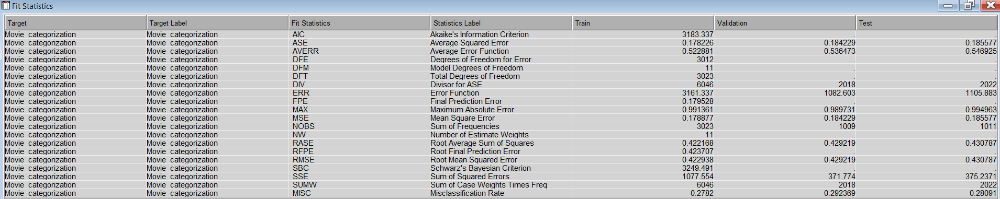 Fit Statistics
Target Target Label Fit Statistics Statistics Label Train Validation Test
Movie categorization Movie categorization AIC Akaike's Information Criterion 3183.337 . .
Movie categorization Movie categorization ASE Average Squared Error 0.178226 0.184229 0.185577
Movie categorization Movie categorization AVERR Average Error Function 0.522881 0.536473 0.546925
Movie categorization Movie categorization DFE Degrees of Freedom for Error 3012 . .
Movie categorization Movie categorization DFM Model Degrees of Freedom 11 . .
Movie categorization Movie categorization DFT Total Degrees of Freedom 3023 . .
Movie categorization Movie categorization DIV Divisor for ASE 6046 2018 2022
Movie categorization Movie categorization ERR Error Function 3161.337 1082.603 1105.883
Movie categorization Movie categorization FPE Final Prediction Error 0.179528 . .
Movie categorization Movie categorization MAX Maximum Absolute Error 0.991361 0.989731 0.994963
Movie categorization Movie categorization MSE Mean Square Error 0.178877 0.184229 0.185577
Movie categorization Movie categorization NOBS Sum of Frequencies 3023 1009 1011
Movie categorization Movie categorization NW Number of Estimate Weights 11 . .
Movie categorization Movie categorization RASE Root Average Sum of Squares 0.422168 0.429219 0.430787
Movie categorization Movie categorization RFPE Root Final Prediction Error 0.423707 . .
Movie categorization Movie categorization RMSE Root Mean Squared Error 0.422938 0.429219 0.430787
Movie categorization Movie categorization SBC Schwarz's Bayesian Criterion 3249.491 . .
Movie categorization Movie categorization SSE Sum of Squared Errors 1077.554 371.774 375.2371
Movie categorization Movie categorization SUMW Sum of Case Weights Times Freq 6046 2018 2022
Movie categorization Movie categorization MISC Misclassification Rate 0.2782 0.292369 0.28091